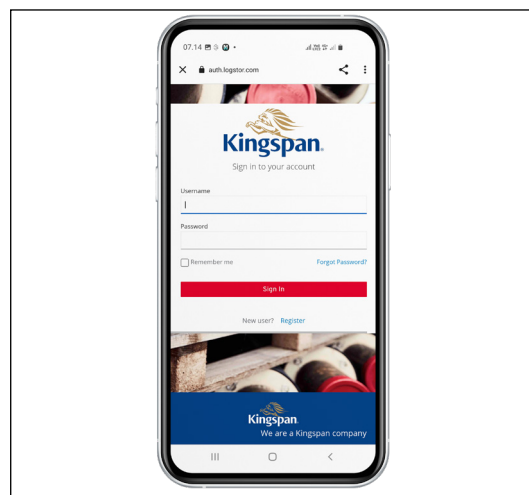 07.14
auth.logstor.com
Kingspan.
Sign in to your account
Username
Password
Remember me
Forgot Password?
Sign In
New user? Register
Kingspan.
We are a Kingspan company